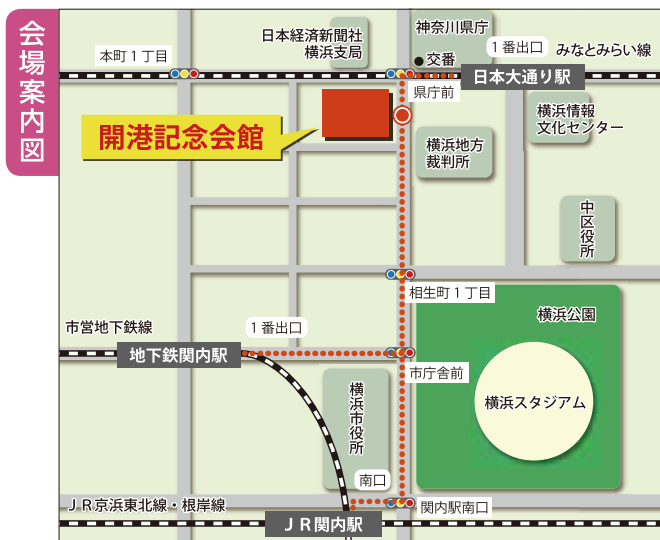 会場案内図
日本経済新聞社
横浜支局
神奈川県庁
交番
1番出口
みなとみらい線
本町1丁目
日本大通り駅
県庁前
開港記念会館
横浜情報
文化センター
横浜地方
裁判所
中区役所
相生町1丁目
横浜公園
市営地下鉄線
1番出口
地下鉄関内駅
市庁舎前
横浜市役所
横浜スタジアム
南口
JR京浜東北線・根岸線
関内駅南口
JR関内駅